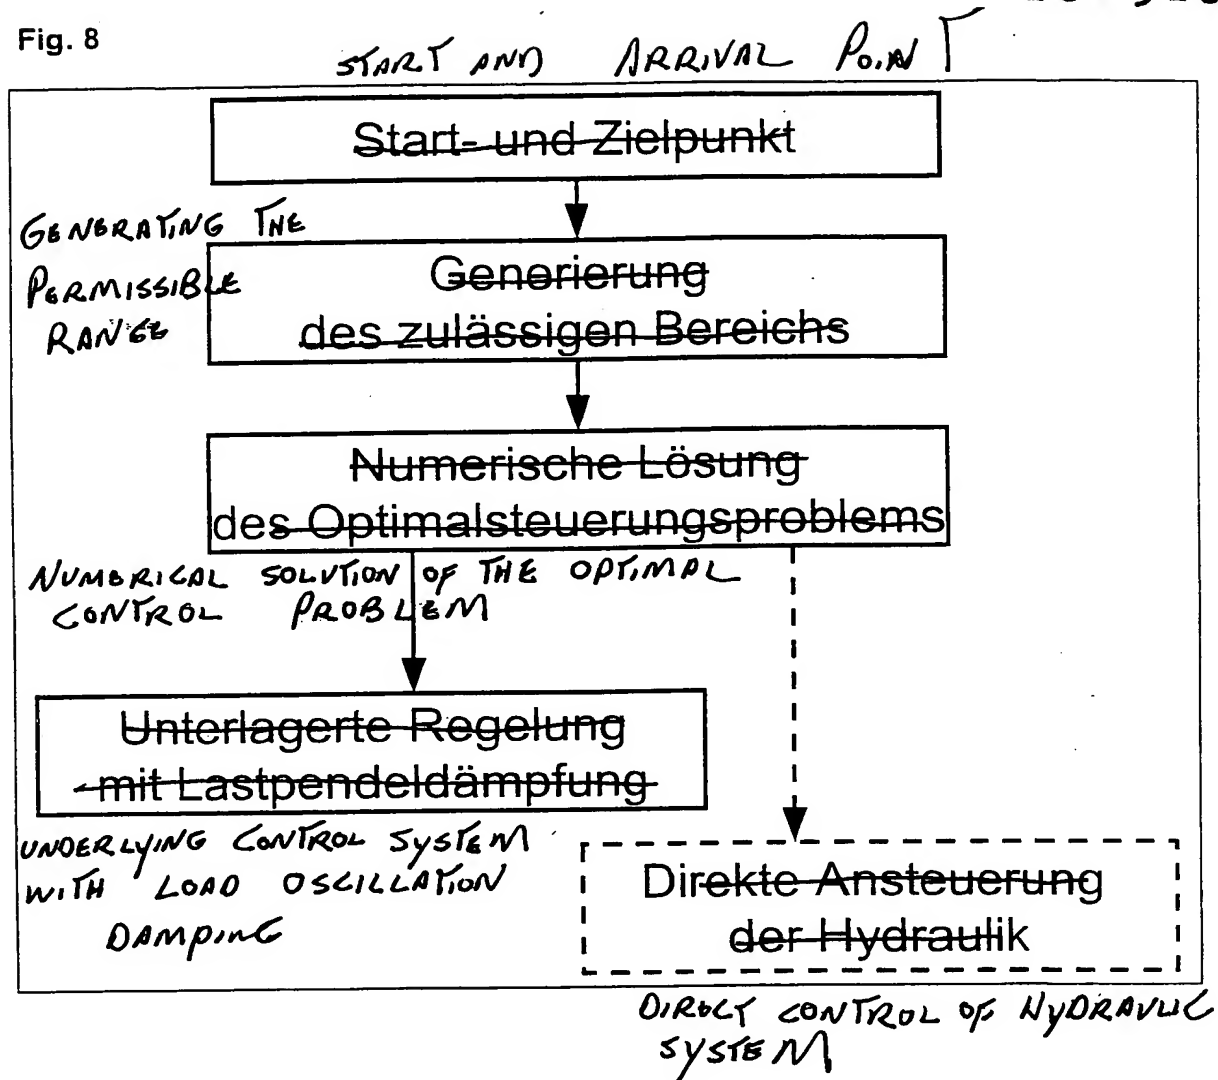 Fig. 8
START AND ARRIVAL POINT
Start- und Zielpunkt
GENERATING THE
PERMISSIBLE
RANGE
Generierung
des zulässigen Bereichs
Numerische Lösung
des Optimalsteuerungsproblems
NUMERICAL SOLUTION OF THE OPTIMAL
CONTROL PROBLEM
Unterlagerte Regelung
mit Lastpendeldämpfung
UNDERLYING CONTROL SYSTEM
WITH LOAD OSCILLATION
DAMPING
Direkte Ansteuerung
der Hydraulik
DIRECT CONTROL OF HYDRAULIC
SYSTEM